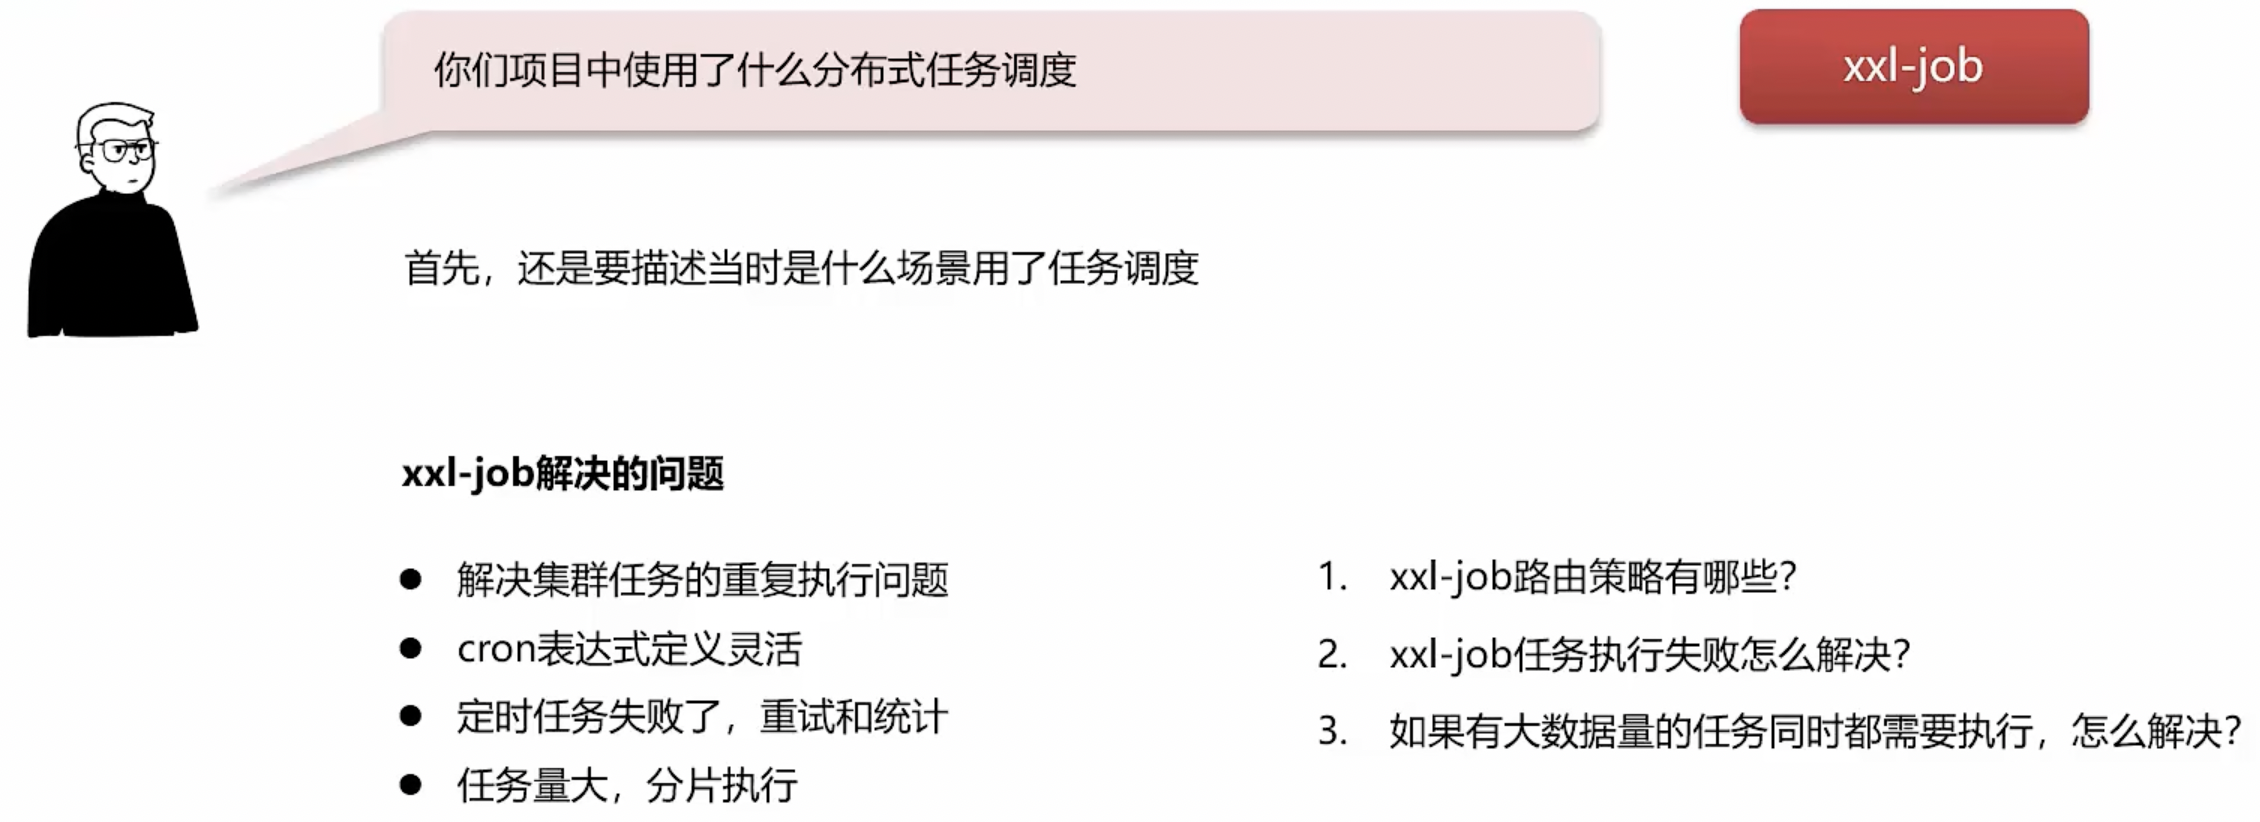 你们项目中使用了什么分布式任务调度
xxl-job
首先，还是要描述当时是什么场景用了任务调度
xxl-job解决的问题
● 解决集群任务的重复执行问题
● cron表达式定义灵活
● 定时任务失败了，重试和统计
● 任务量大，分片执行
1. xxl-job路由策略有哪些？
2. xxl-job任务执行失败怎么解决？
3. 如果有大数据量的任务同时都需要执行，怎么解决？